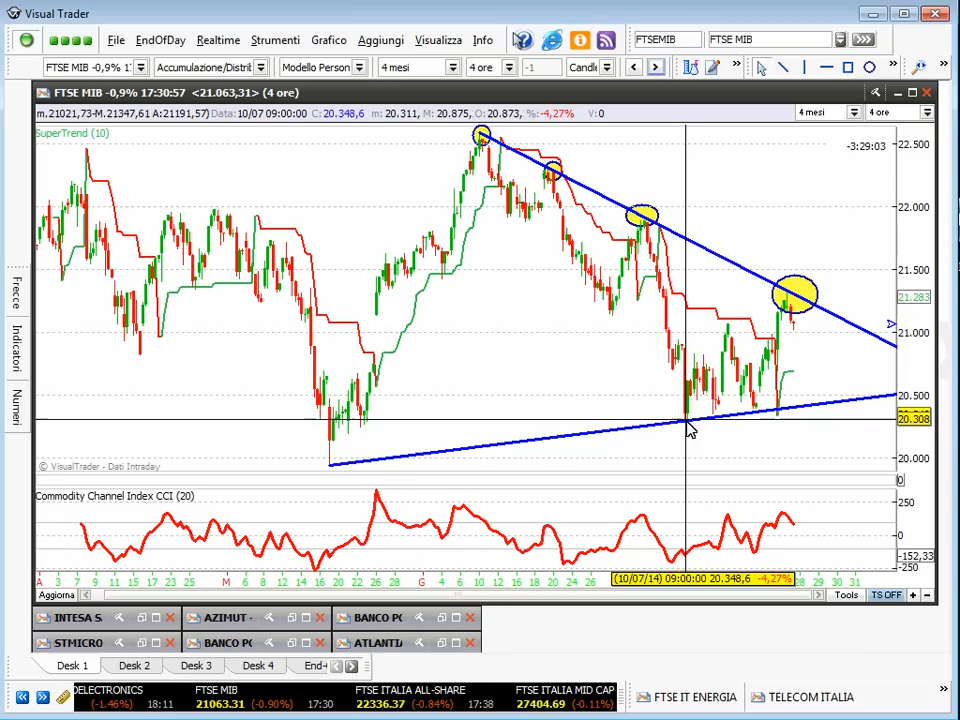 Visual Trader
File EndOfDay Realtime Strumenti Grafico Aggiungi Visualizza Info FTSEMIB FTSE MIB
FTSE MIB -0,9% Accumulazione/Distrib Modello Person 4 mesi 4 ore -1 Candle
FTSE MIB -0,9% 17:30:57 <21.063,31> (4 ore)
m.21021,73-M.21347,61 A:21191,57) Data:10/07 09:00:00 C: 20.348,6 m: 20.311, M: 20.875, O: 20.873, %:-4,27% V:0 4 mesi 4 ore
SuperTrend (10)
-3:29:03
22.500
22.000
21.500
21.283
21.000
20.500
20.308
20.000
© VisualTrader - Dati Intraday
0
Commodity Channel Index CCI (20)
250
0
-152,33
-250
A 3 7 9 11 15 17 23 25 M 6 8 12 14 16 20 22 26 28 G 4 6 10 12 16 18 20 24 26 (10/07/14) 09:00:00 20.348,6 -4,27% 28 29 30 31
Aggiorna Tools TS OFF + -
Frecce
Indicatori
Numeri
INTESA S. AZIMUT - BANCO PO
STMICRO BANCO PO ATLANTIA
Desk 1 Desk 2 Desk 3 Desk 4 End-
DELECTRONICS FTSE MIB FTSE ITALIA ALL-SHARE FTSE ITALIA MID CAP
(-1.46%) 18:11 21063.31 (-0.90%) 17:30 22336.37 (-0.84%) 17:38 27404.69 (-0.11%) FTSE IT ENERGIA TELECOM ITALIA